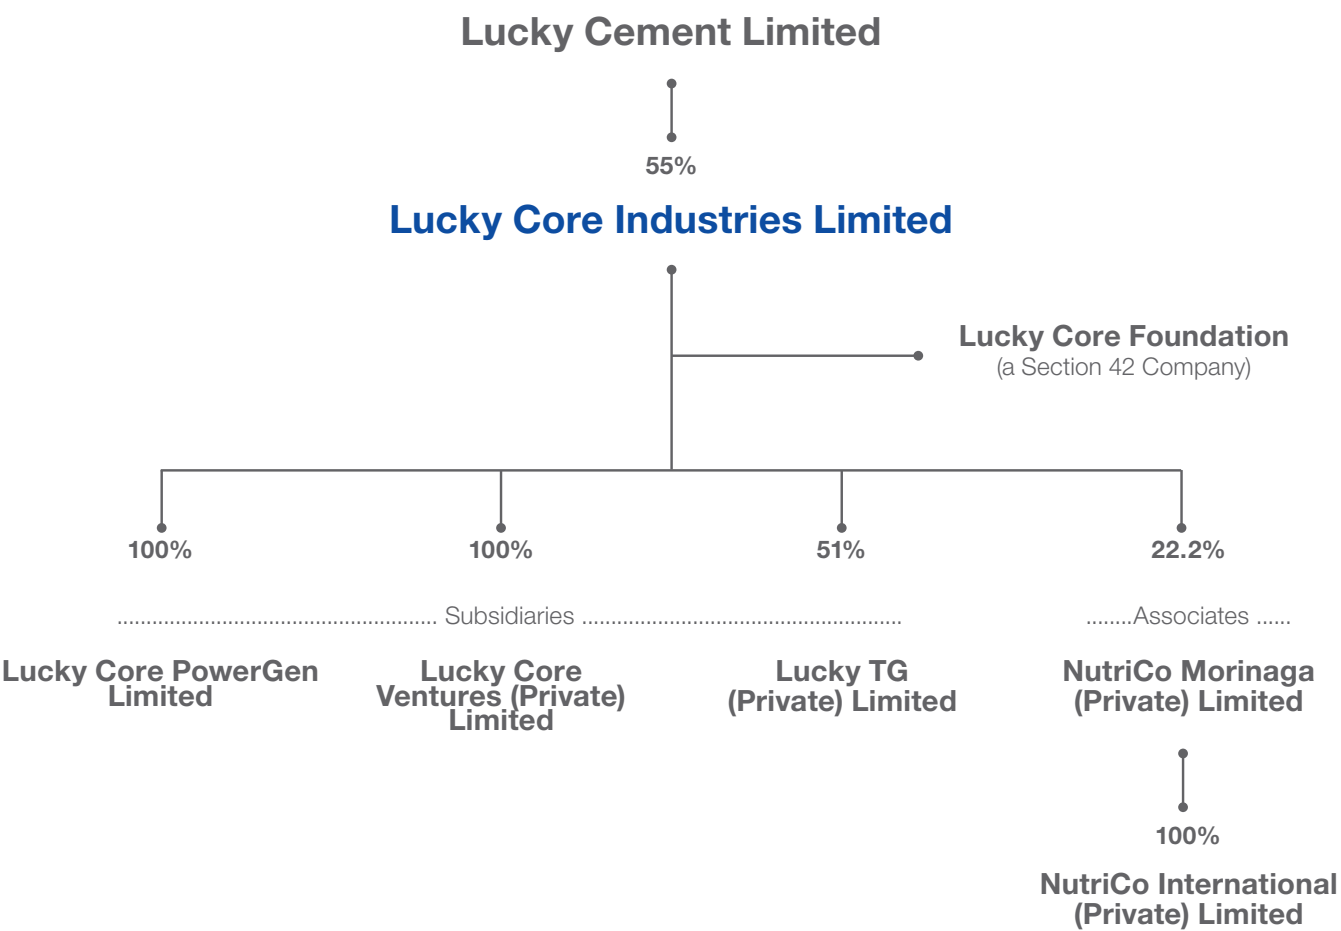 Lucky Cement Limited
55%
Lucky Core Industries Limited
Lucky Core Foundation
(a Section 42 Company)
100%
100%
51%
22.2%
................................................ Subsidiaries ................................................
........Associates ......
Lucky Core PowerGen
Limited
Lucky Core
Ventures (Private)
Limited
Lucky TG
(Private) Limited
NutriCo Morinaga
(Private) Limited
100%
NutriCo International
(Private) Limited